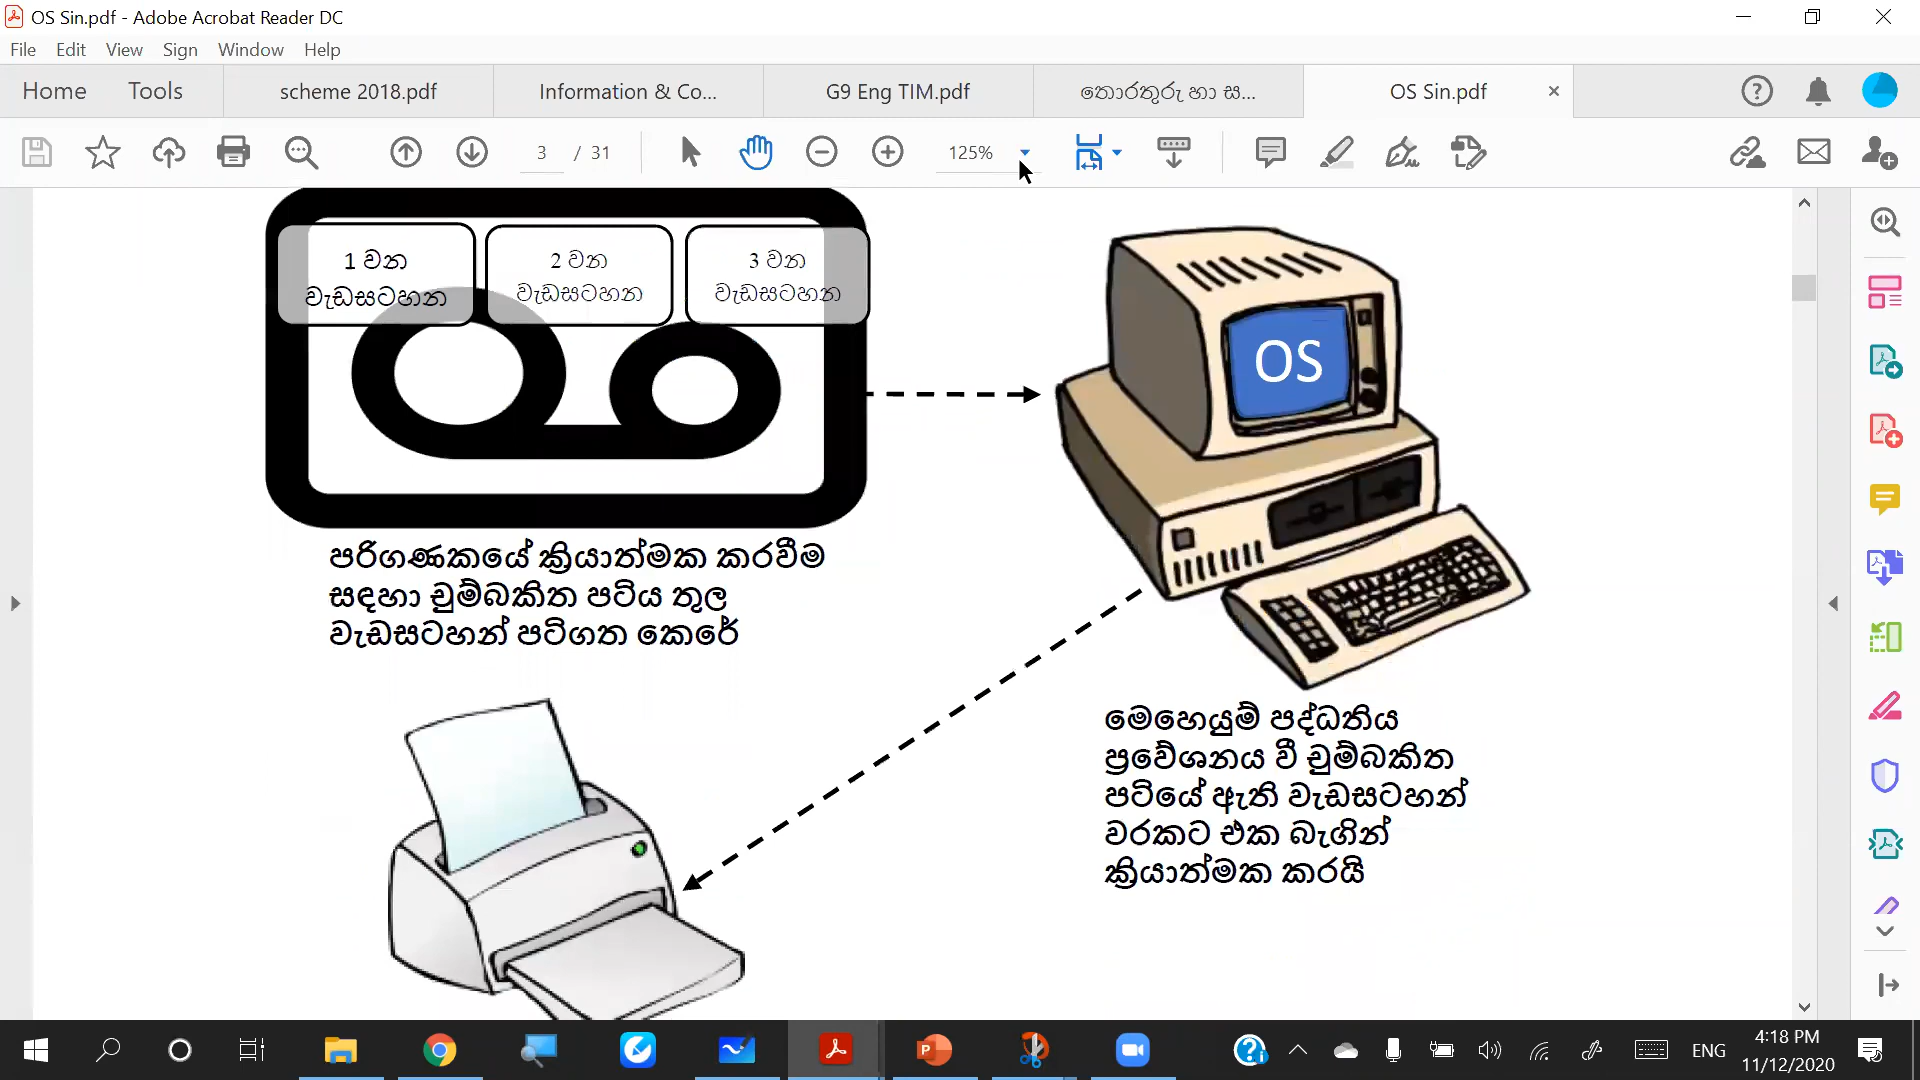 OS Sin.pdf - Adobe Acrobat Reader DC
File Edit View Sign Window Help
Home Tools scheme 2018.pdf Information & Co... G9 Eng TIM.pdf තොරතුරු හා ස... OS Sin.pdf
3 / 31 125%
1 වන
වැඩසටහන
2 වන
වැඩසටහන
3 වන
වැඩසටහන
OS
පරිගණකයේ ක්‍රියාත්මක කරවීම
සඳහා චුම්බකිත පටිය තුල
වැඩසටහන් පටිගත කෙරේ
මෙහෙයුම් පද්ධතිය
ප්‍රවේශනය වී චුම්බකිත
පටියේ ඇති වැඩසටහන්
වරකට එක බැගින්
ක්‍රියාත්මක කරයි
ENG
4:18 PM
11/12/2020